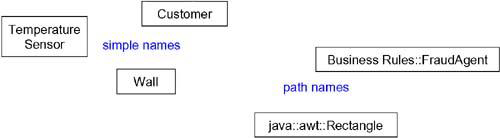 Customer
Temperature
Sensor
simple names
Business Rules::FraudAgent
Wall
path names
java::awt::Rectangle